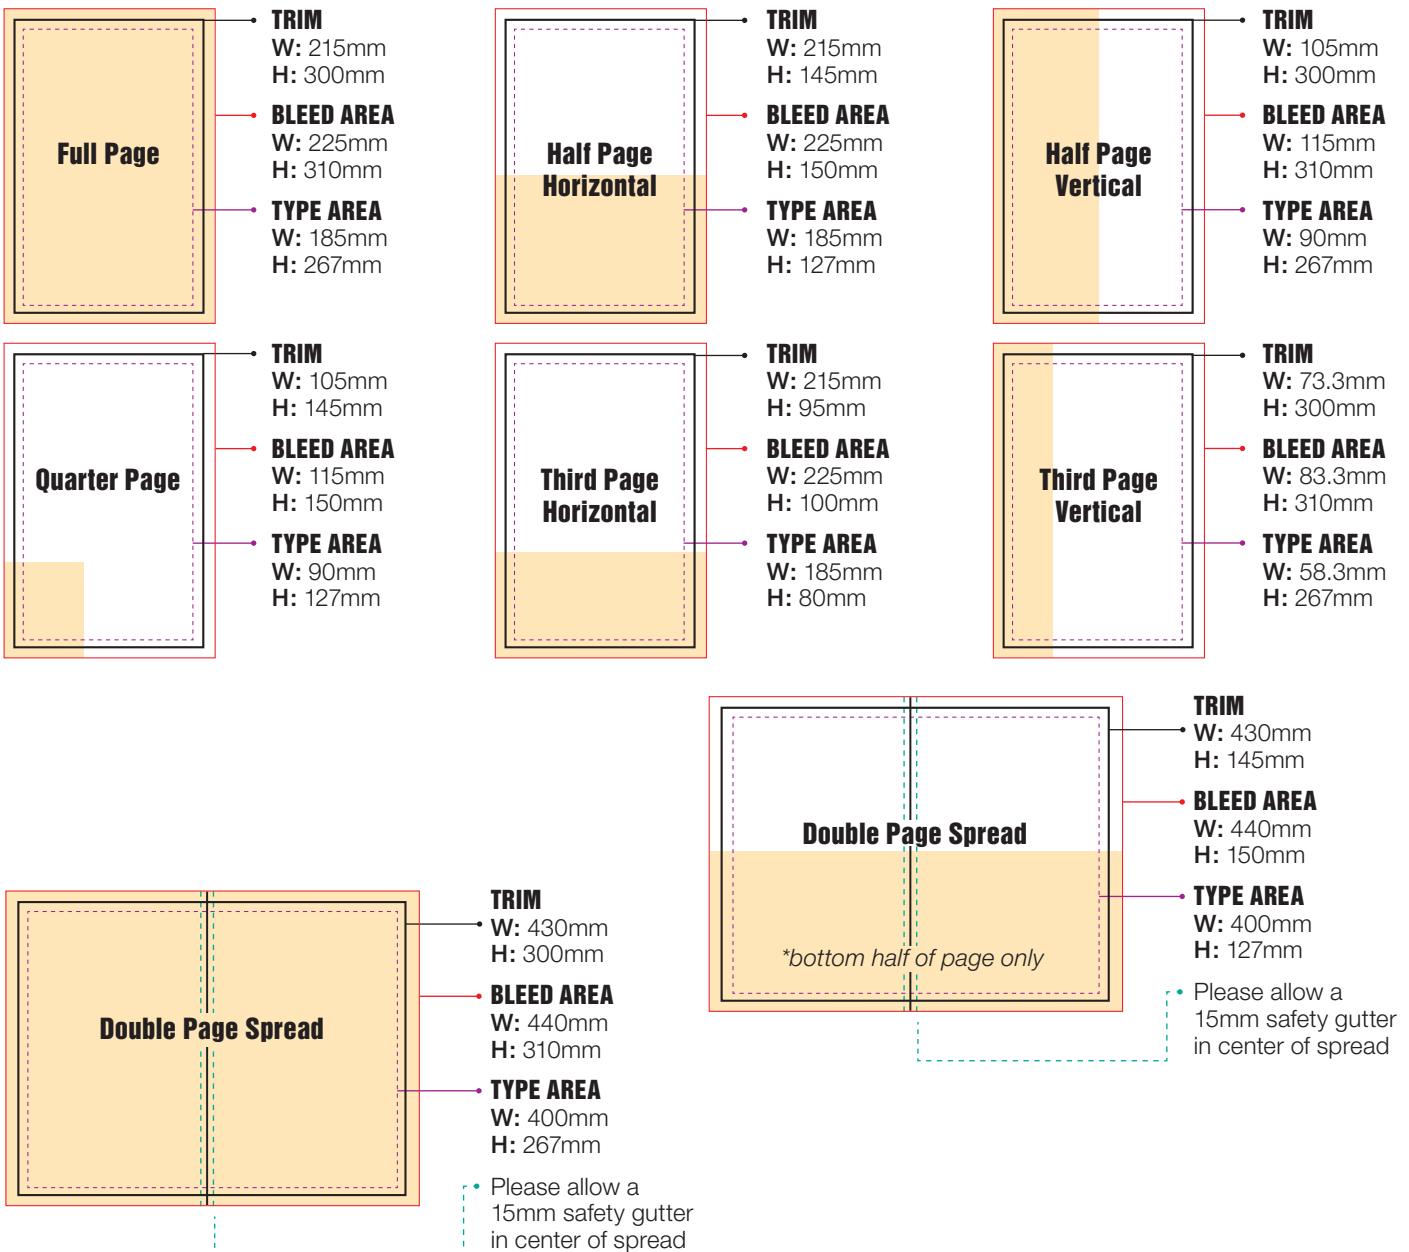 Full Page
TRIM
W: 215mm
H: 300mm
BLEED AREA
W: 225mm
H: 310mm
TYPE AREA
W: 185mm
H: 267mm
Half Page
Horizontal
TRIM
W: 215mm
H: 145mm
BLEED AREA
W: 225mm
H: 150mm
TYPE AREA
W: 185mm
H: 127mm
Half Page
Vertical
TRIM
W: 105mm
H: 300mm
BLEED AREA
W: 115mm
H: 310mm
TYPE AREA
W: 90mm
H: 267mm
Quarter Page
TRIM
W: 105mm
H: 145mm
BLEED AREA
W: 115mm
H: 150mm
TYPE AREA
W: 90mm
H: 127mm
Third Page
Horizontal
TRIM
W: 215mm
H: 95mm
BLEED AREA
W: 225mm
H: 100mm
TYPE AREA
W: 185mm
H: 80mm
Third Page
Vertical
TRIM
W: 73.3mm
H: 300mm
BLEED AREA
W: 83.3mm
H: 310mm
TYPE AREA
W: 58.3mm
H: 267mm
Double Page Spread
*bottom half of page only
TRIM
W: 430mm
H: 145mm
BLEED AREA
W: 440mm
H: 150mm
TYPE AREA
W: 400mm
H: 127mm
Please allow a
15mm safety gutter
in center of spread
Double Page Spread
TRIM
W: 430mm
H: 300mm
BLEED AREA
W: 440mm
H: 310mm
TYPE AREA
W: 400mm
H: 267mm
Please allow a
15mm safety gutter
in center of spread